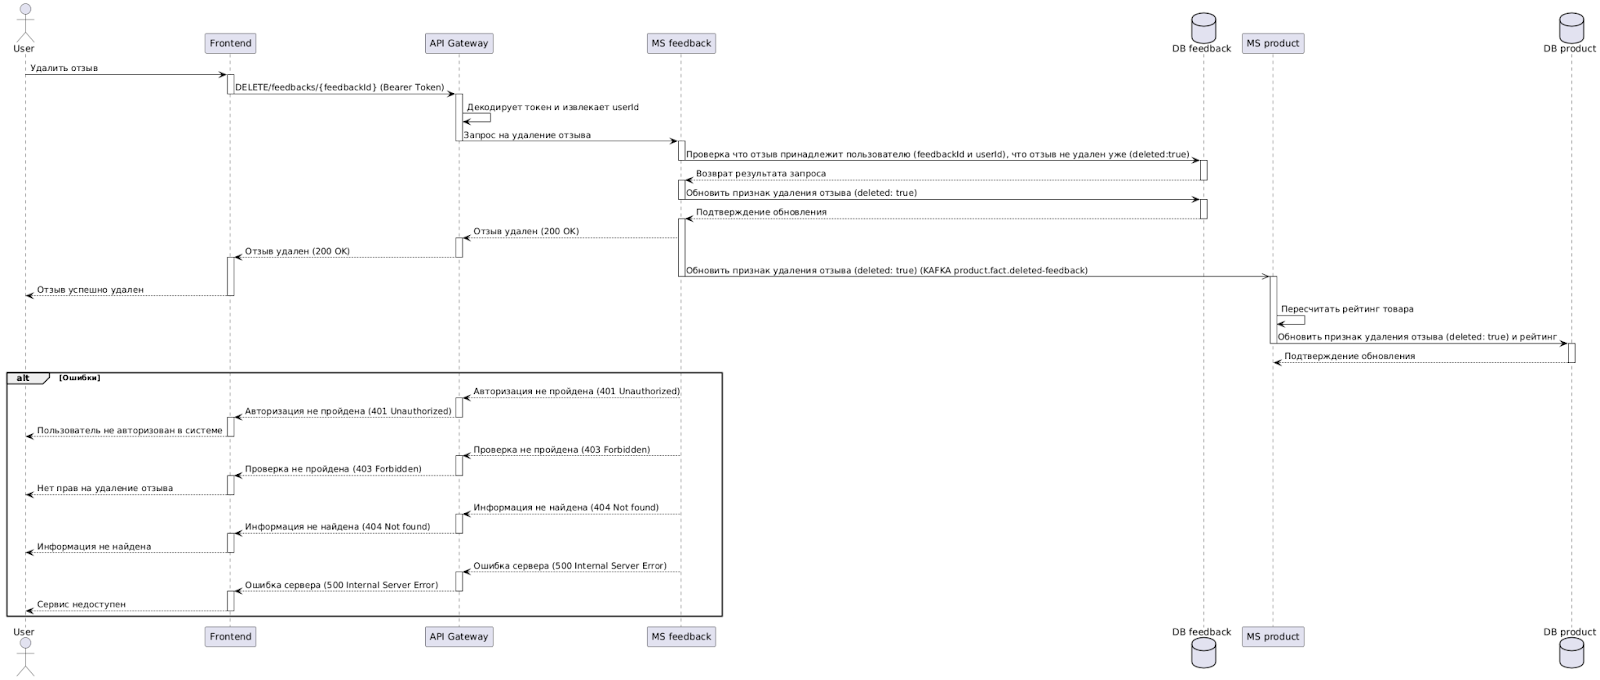 User
Frontend
API Gateway
MS feedback
DB feedback
MS product
DB product
Удалить отзыв
DELETE/feedbacks/{feedbackId} (Bearer Token)
Декодирует токен и извлекает userId
Запрос на удаление отзыва
Проверка что отзыв принадлежит пользователю (feedbackId и userId), что отзыв не удален уже (deleted:true)
Возврат результата запроса
Обновить признак удаления отзыва (deleted: true)
Подтверждение обновления
Отзыв удален (200 OK)
Отзыв удален (200 OK)
Обновить признак удаления отзыва (deleted: true) (KAFKA product.fact.deleted-feedback)
Отзыв успешно удален
Пересчитать рейтинг товара
Обновить признак удаления отзыва (deleted: true) и рейтинг
Подтверждение обновления
alt [Ошибки]
Авторизация не пройдена (401 Unauthorized)
Авторизация не пройдена (401 Unauthorized)
Пользователь не авторизован в системе
Проверка не пройдена (403 Forbidden)
Проверка не пройдена (403 Forbidden)
Нет прав на удаление отзыва
Информация не найдена (404 Not found)
Информация не найдена (404 Not found)
Информация не найдена
Ошибка сервера (500 Internal Server Error)
Ошибка сервера (500 Internal Server Error)
Сервис недоступен
User
Frontend
API Gateway
MS feedback
DB feedback
MS product
DB product